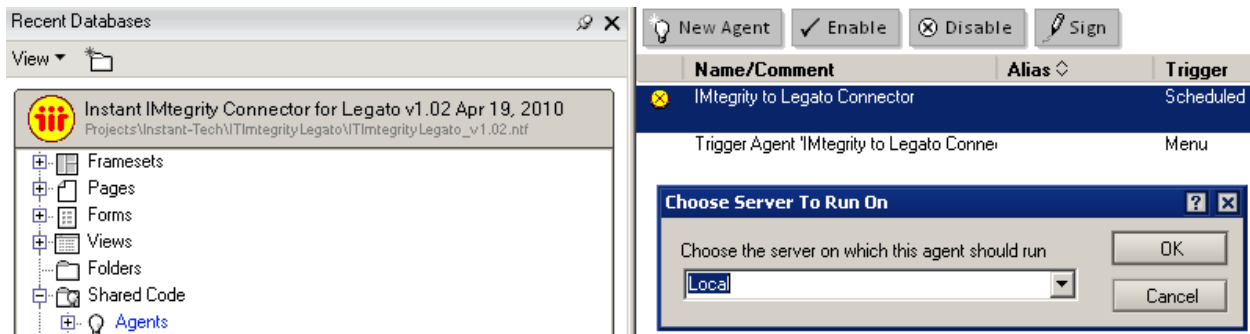 Recent Databases
View
Instant IMtegrity Connector for Legato v1.02 Apr 19, 2010
Projects\Instant-Tech\ITImtegrityLegato\ITImtegrityLegato_v1.02.ntf
Framesets
Pages
Forms
Views
Folders
Shared Code
Agents
New Agent Enable Disable Sign
Name/Comment Alias Trigger
IMtegrity to Legato Connector Scheduled
Trigger Agent 'IMtegrity to Legato Conne Menu
Choose Server To Run On
Choose the server on which this agent should run
OK
Local
Cancel